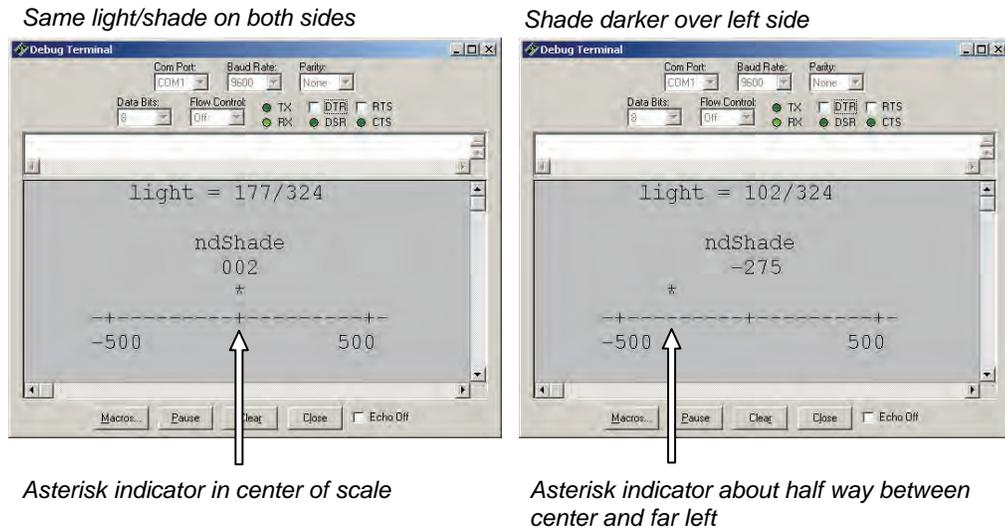 Same light/shade on both sides
Debug Terminal
Com Port: Baud Rate: Parity:
COM1 9600 None
Data Bits: Flow Control: TX DTR RTS
8 Off RX DSR CTS
light = 177/324
ndShade
002
*
-+---------+---------+-
-500 500
Macros... Pause Clear Close Echo Off
Asterisk indicator in center of scale
Shade darker over left side
Debug Terminal
Com Port: Baud Rate: Parity:
COM1 9600 None
Data Bits: Flow Control: TX DTR RTS
8 Off RX DSR CTS
light = 102/324
ndShade
-275
*
-+---------+---------+-
-500 500
Macros... Pause Clear Close Echo Off
Asterisk indicator about half way between
center and far left